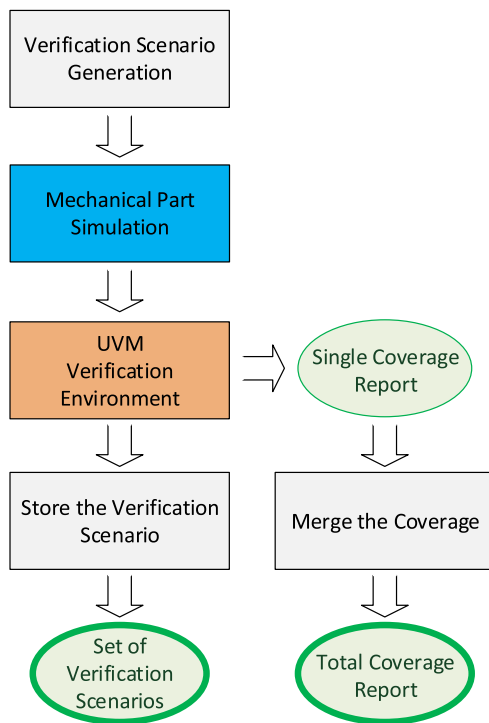 Verification Scenario
Generation
Mechanical Part
Simulation
UVM
Verification
Environment
Single Coverage
Report
Store the Verification
Scenario
Merge the Coverage
Set of
Verification
Scenarios
Total Coverage
Report